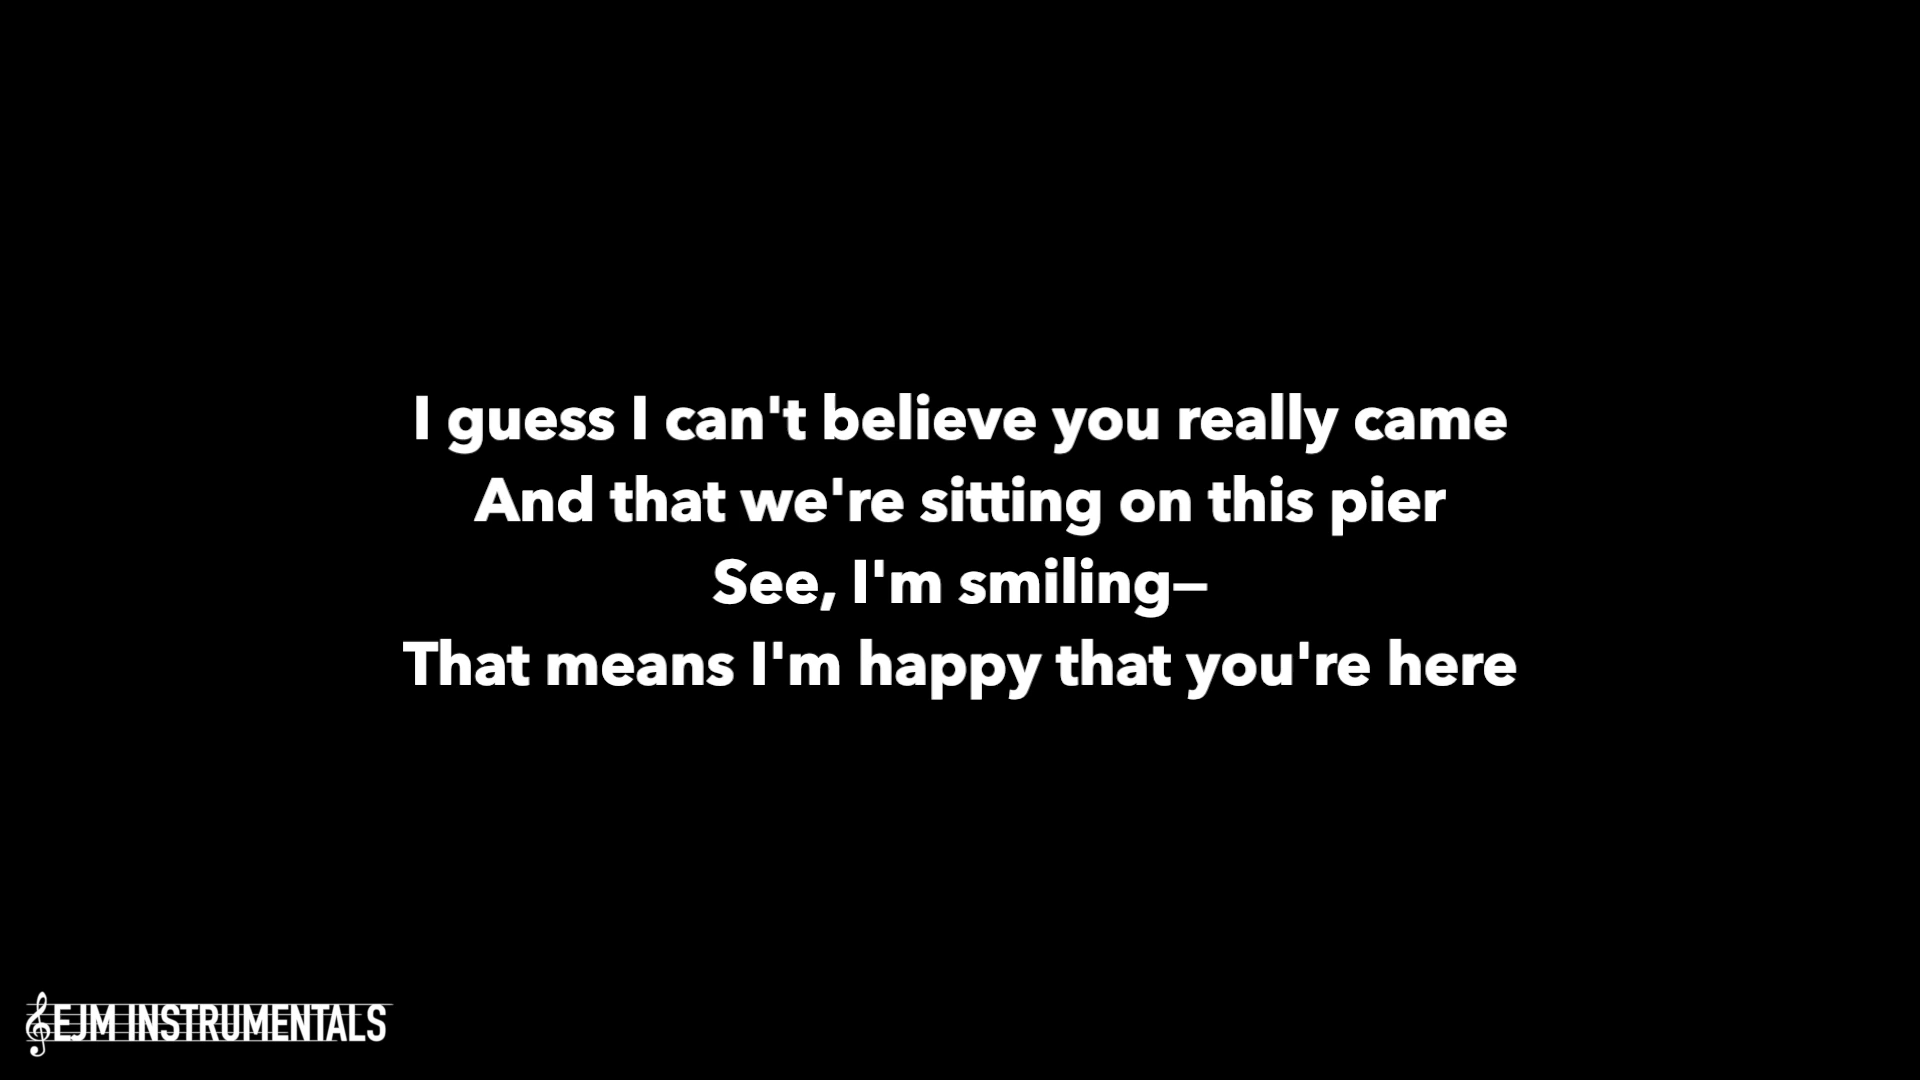 I guess I can't believe you really came
And that we're sitting on this pier
See, I'm smiling—
That means I'm happy that you're here
EJM INSTRUMENTALS